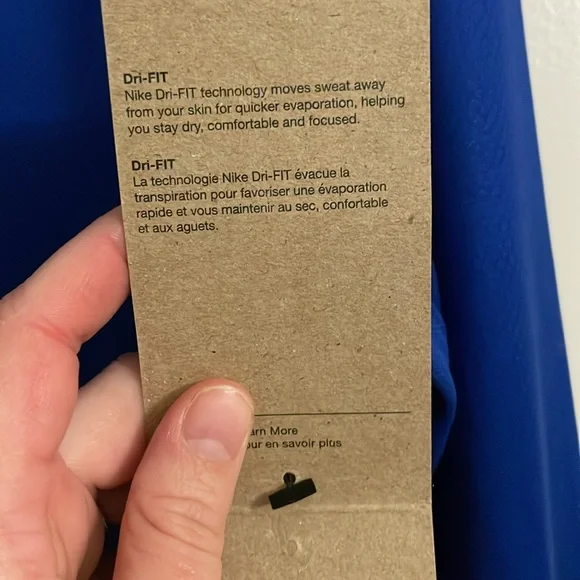 Dri-FIT
Nike Dri-FIT technology moves sweat away
from your skin for quicker evaporation, helping
you stay dry, comfortable and focused.
Dri-FIT
La technologie Nike Dri-FIT évacue la
transpiration pour favoriser une évaporation
rapide et vous maintenir au sec, confortable
et aux aguets.
More
en savoir plus